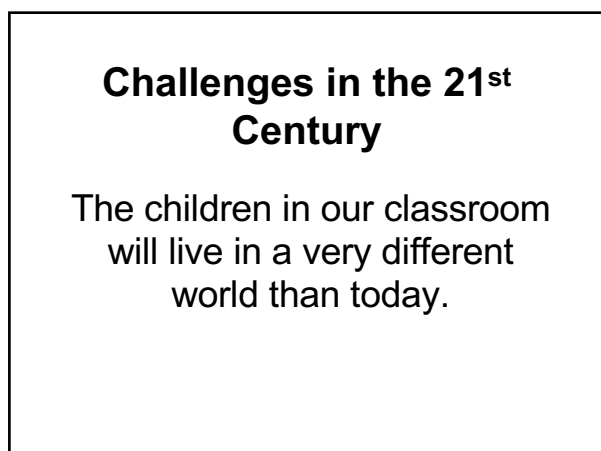 Challenges in the 21st
Century
The children in our classroom
will live in a very different
world than today.